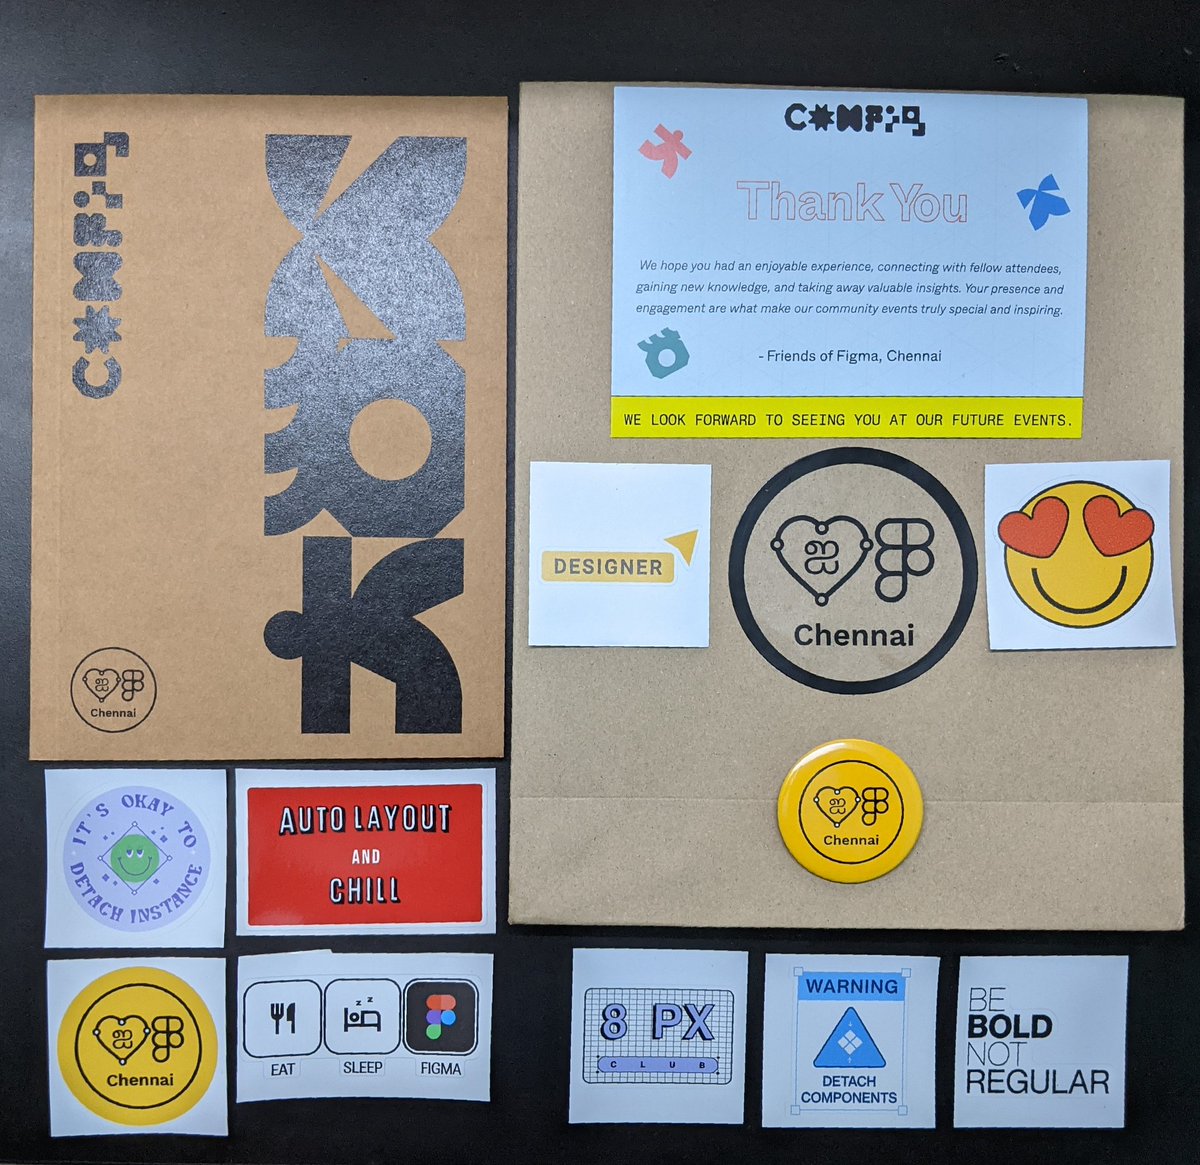 CONFIG
Chennai
CONFIG
Thank You
We hope you had an enjoyable experience, connecting with fellow attendees,
gaining new knowledge, and taking away valuable insights. Your presence and
engagement are what make our community events truly special and inspiring.
- Friends of Figma, Chennai
WE LOOK FORWARD TO SEEING YOU AT OUR FUTURE EVENTS.
DESIGNER
Chennai
Chennai
IT'S OKAY TO
DETACH INSTANCE
AUTO LAYOUT
AND
CHILL
Chennai
z z
EAT SLEEP FIGMA
8 PX
CLUB
WARNING
DETACH
COMPONENTS
BE
BOLD
NOT
REGULAR